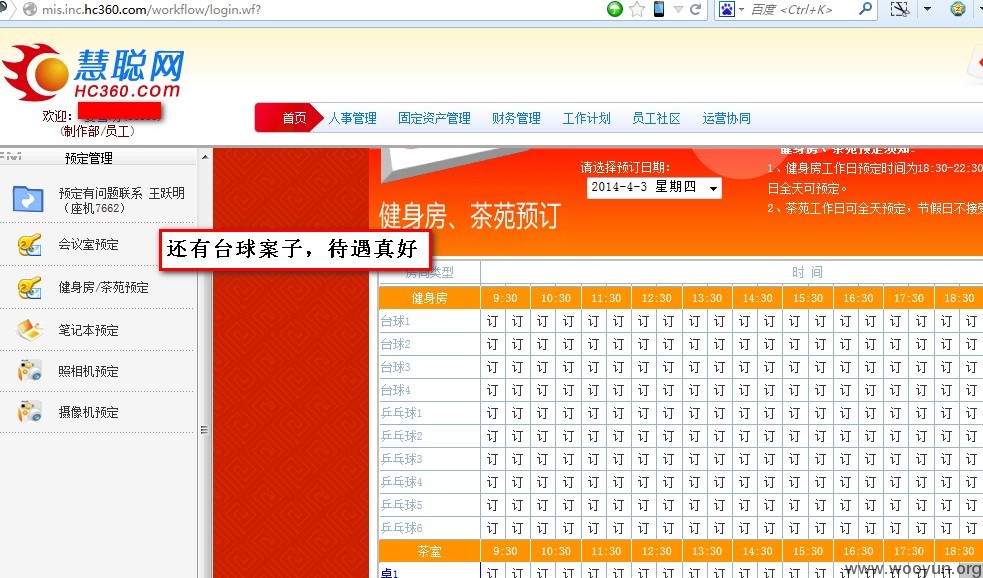 mis.inc.hc360.com/workflow/login.wf?
百度 <Ctrl+K>
慧聪网
HC360.com
欢迎:
(制作部/员工)
首页 人事管理 固定资产管理 财务管理 工作计划 员工社区 运营协同
预定管理
预定有问题联系 王跃明
(座机7662)
会议室预定
健身房/茶苑预定
笔记本预定
照相机预定
摄像机预定
还有台球案子，待遇真好
健身房、茶苑预订
请选择预订日期:
2014-4-3 星期四
健身房、茶苑预定须知:
1、健身房工作日预定时间为18:30-22:30
日全天可预定。
2、茶苑工作日可全天预定，节假日不接受
房间类型 时 间
健身房 9:30 10:30 11:30 12:30 13:30 14:30 15:30 16:30 17:30 18:30
台球1 订 订 订 订 订 订 订 订 订 订 订 订 订 订 订 订 订 订 订 订
台球2 订 订 订 订 订 订 订 订 订 订 订 订 订 订 订 订 订 订 订 订
台球3 订 订 订 订 订 订 订 订 订 订 订 订 订 订 订 订 订 订 订 订
台球4 订 订 订 订 订 订 订 订 订 订 订 订 订 订 订 订 订 订 订 订
乒乓球1 订 订 订 订 订 订 订 订 订 订 订 订 订 订 订 订 订 订 订 订
乒乓球2 订 订 订 订 订 订 订 订 订 订 订 订 订 订 订 订 订 订 订 订
乒乓球3 订 订 订 订 订 订 订 订 订 订 订 订 订 订 订 订 订 订 订 订
乒乓球4 订 订 订 订 订 订 订 订 订 订 订 订 订 订 订 订 订 订 订 订
乒乓球5 订 订 订 订 订 订 订 订 订 订 订 订 订 订 订 订 订 订 订 订
乒乓球6 订 订 订 订 订 订 订 订 订 订 订 订 订 订 订 订 订 订 订 订
茶室 9:30 10:30 11:30 12:30 13:30 14:30 15:30 16:30 17:30 18:30
桌1 订 订 订 订 订 订 订 订 订 订 订 订 订 订 订 订 订 订 订 订
www.wooyun.org